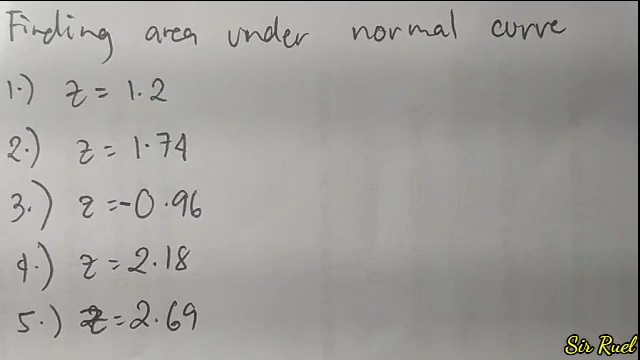 Finding area under normal curve
1.) z = 1.2
2.) z = 1.74
3.) z = -0.96
4.) z = 2.18
5.) z = 2.69
Sir Ruel